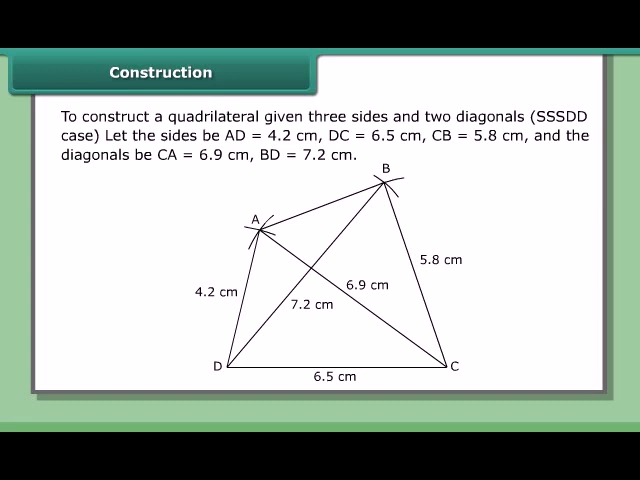 Construction
To construct a quadrilateral given three sides and two diagonals (SSSDD
case) Let the sides be AD = 4.2 cm, DC = 6.5 cm, CB = 5.8 cm, and the
diagonals be CA = 6.9 cm, BD = 7.2 cm.
B
A
5.8 cm
4.2 cm
6.9 cm
7.2 cm
D
C
6.5 cm